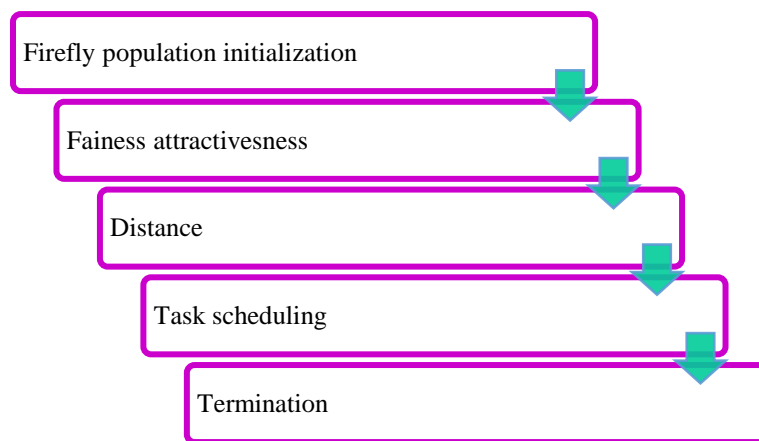 Firefly population initialization
Fainess attractivesness
Distance
Task scheduling
Termination